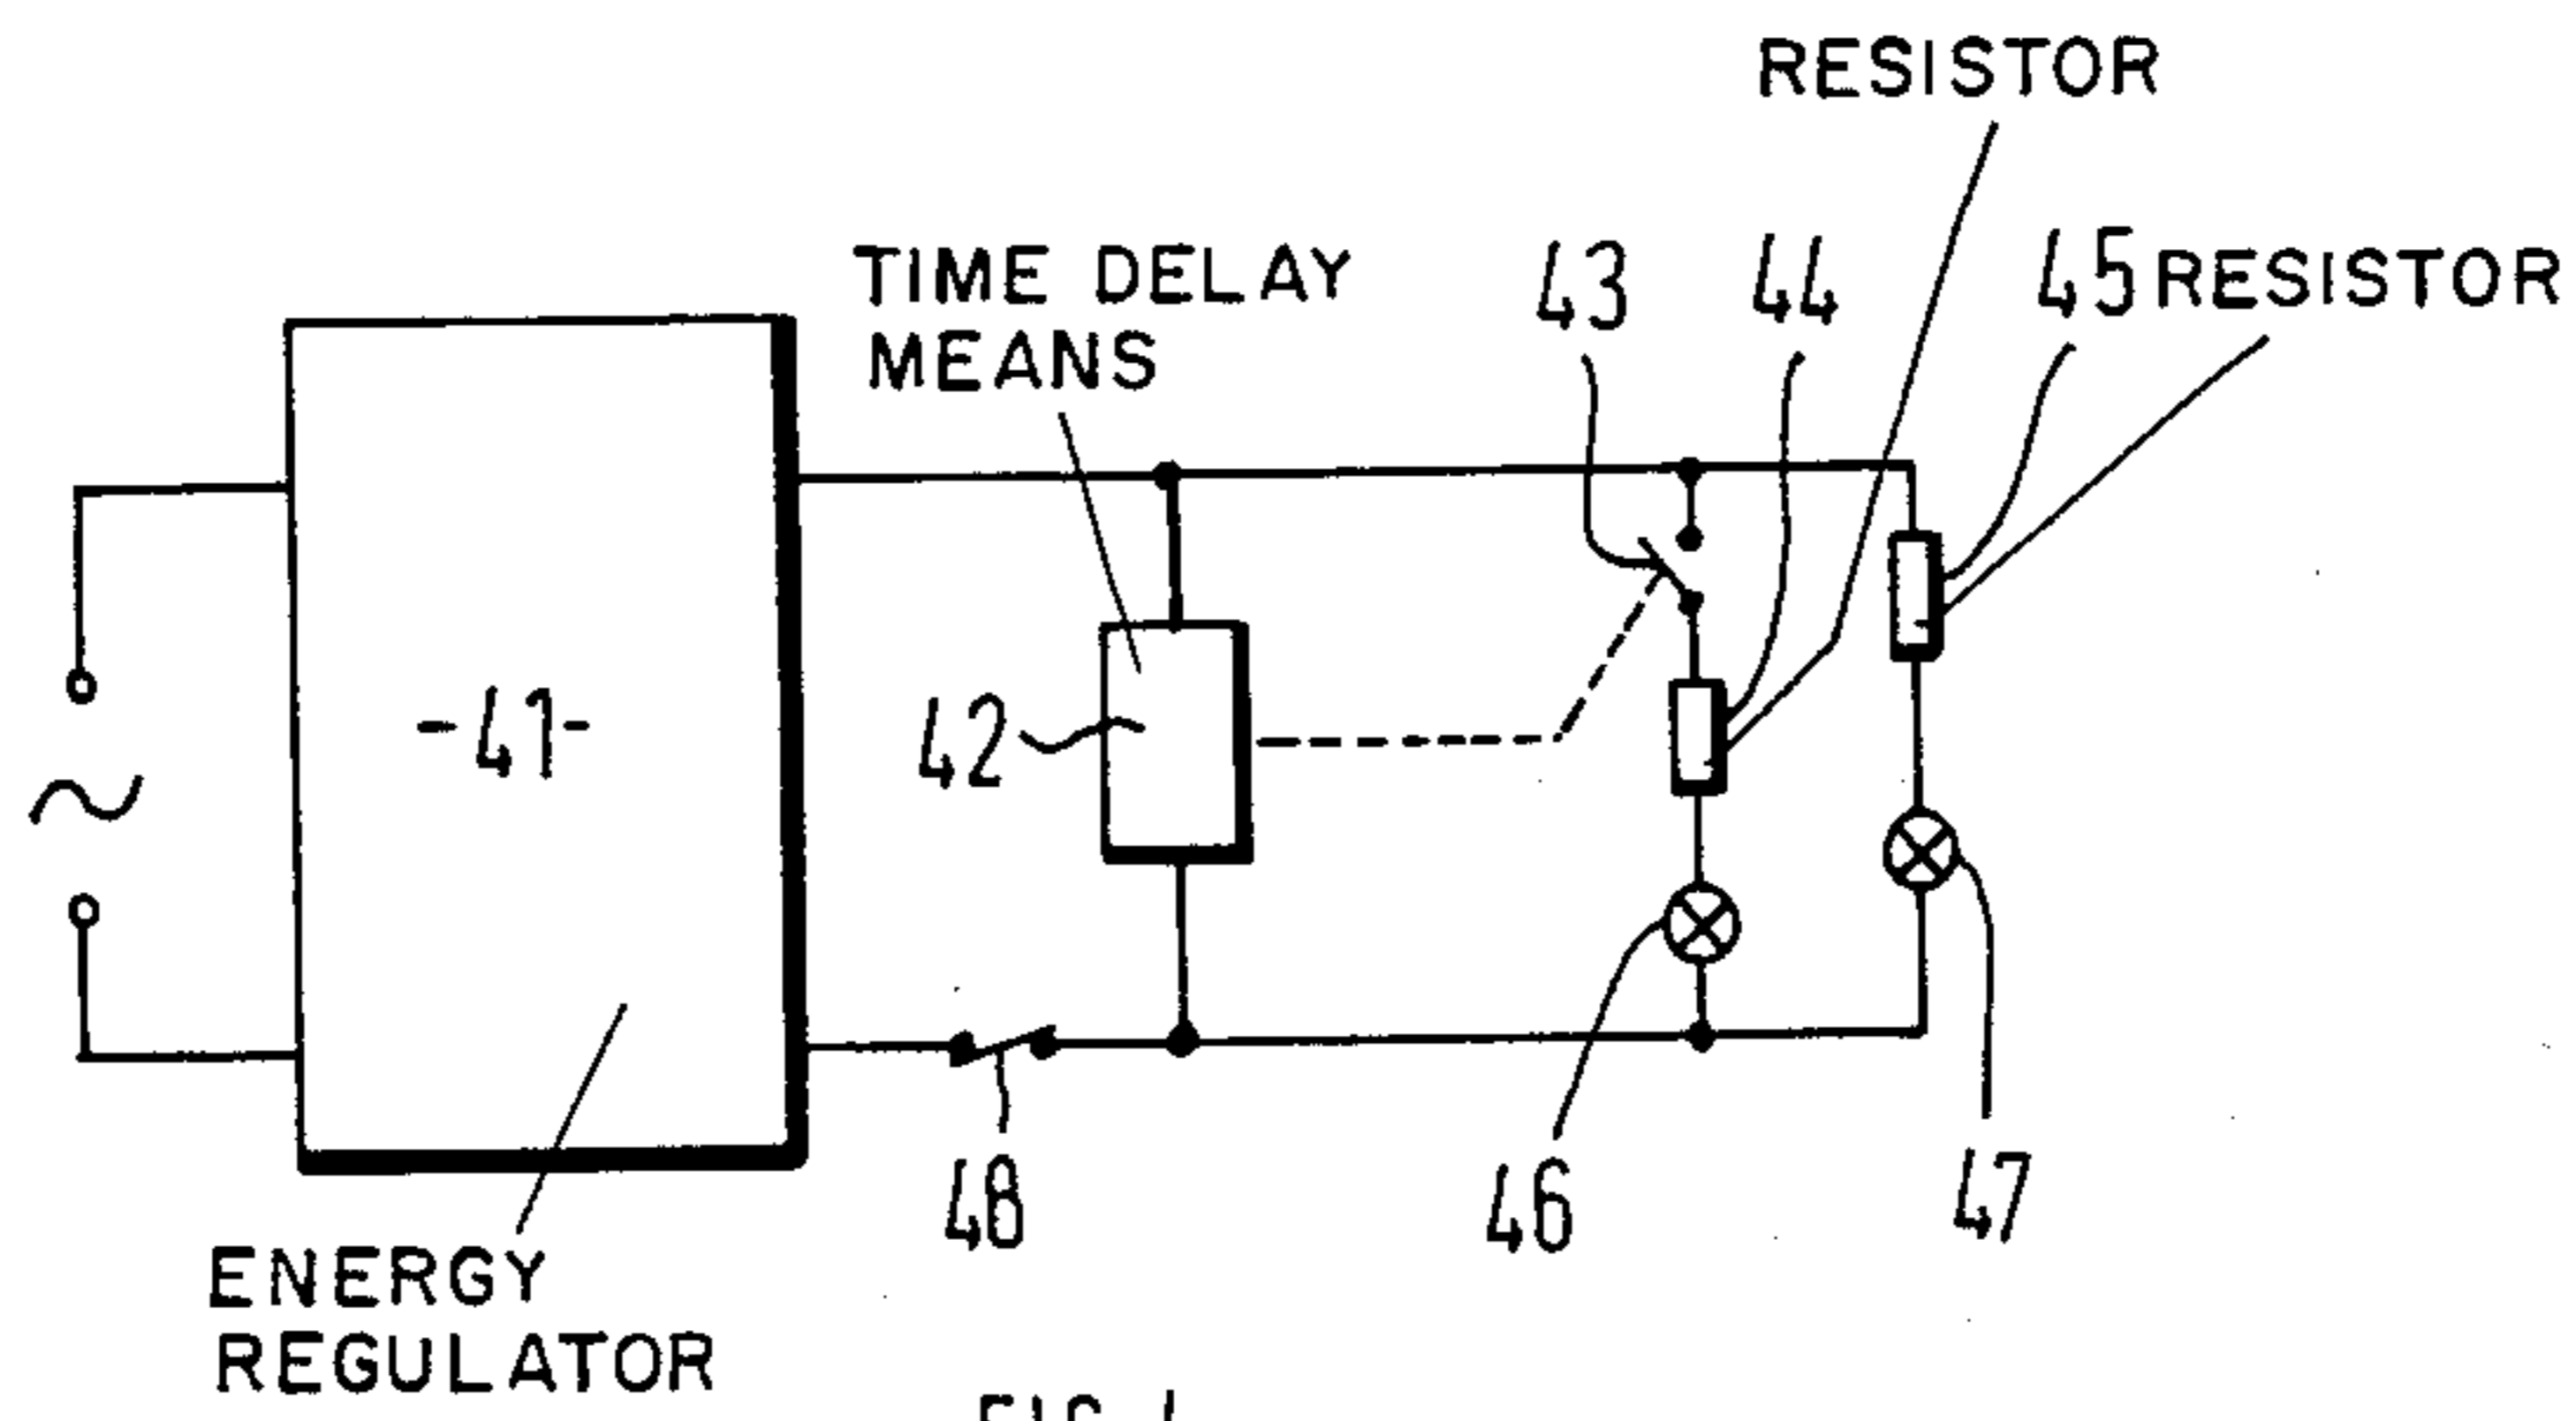 RESISTOR
TIME DELAY
MEANS
43
44
45 RESISTOR
-41-
42
48
46
47
ENERGY
REGULATOR